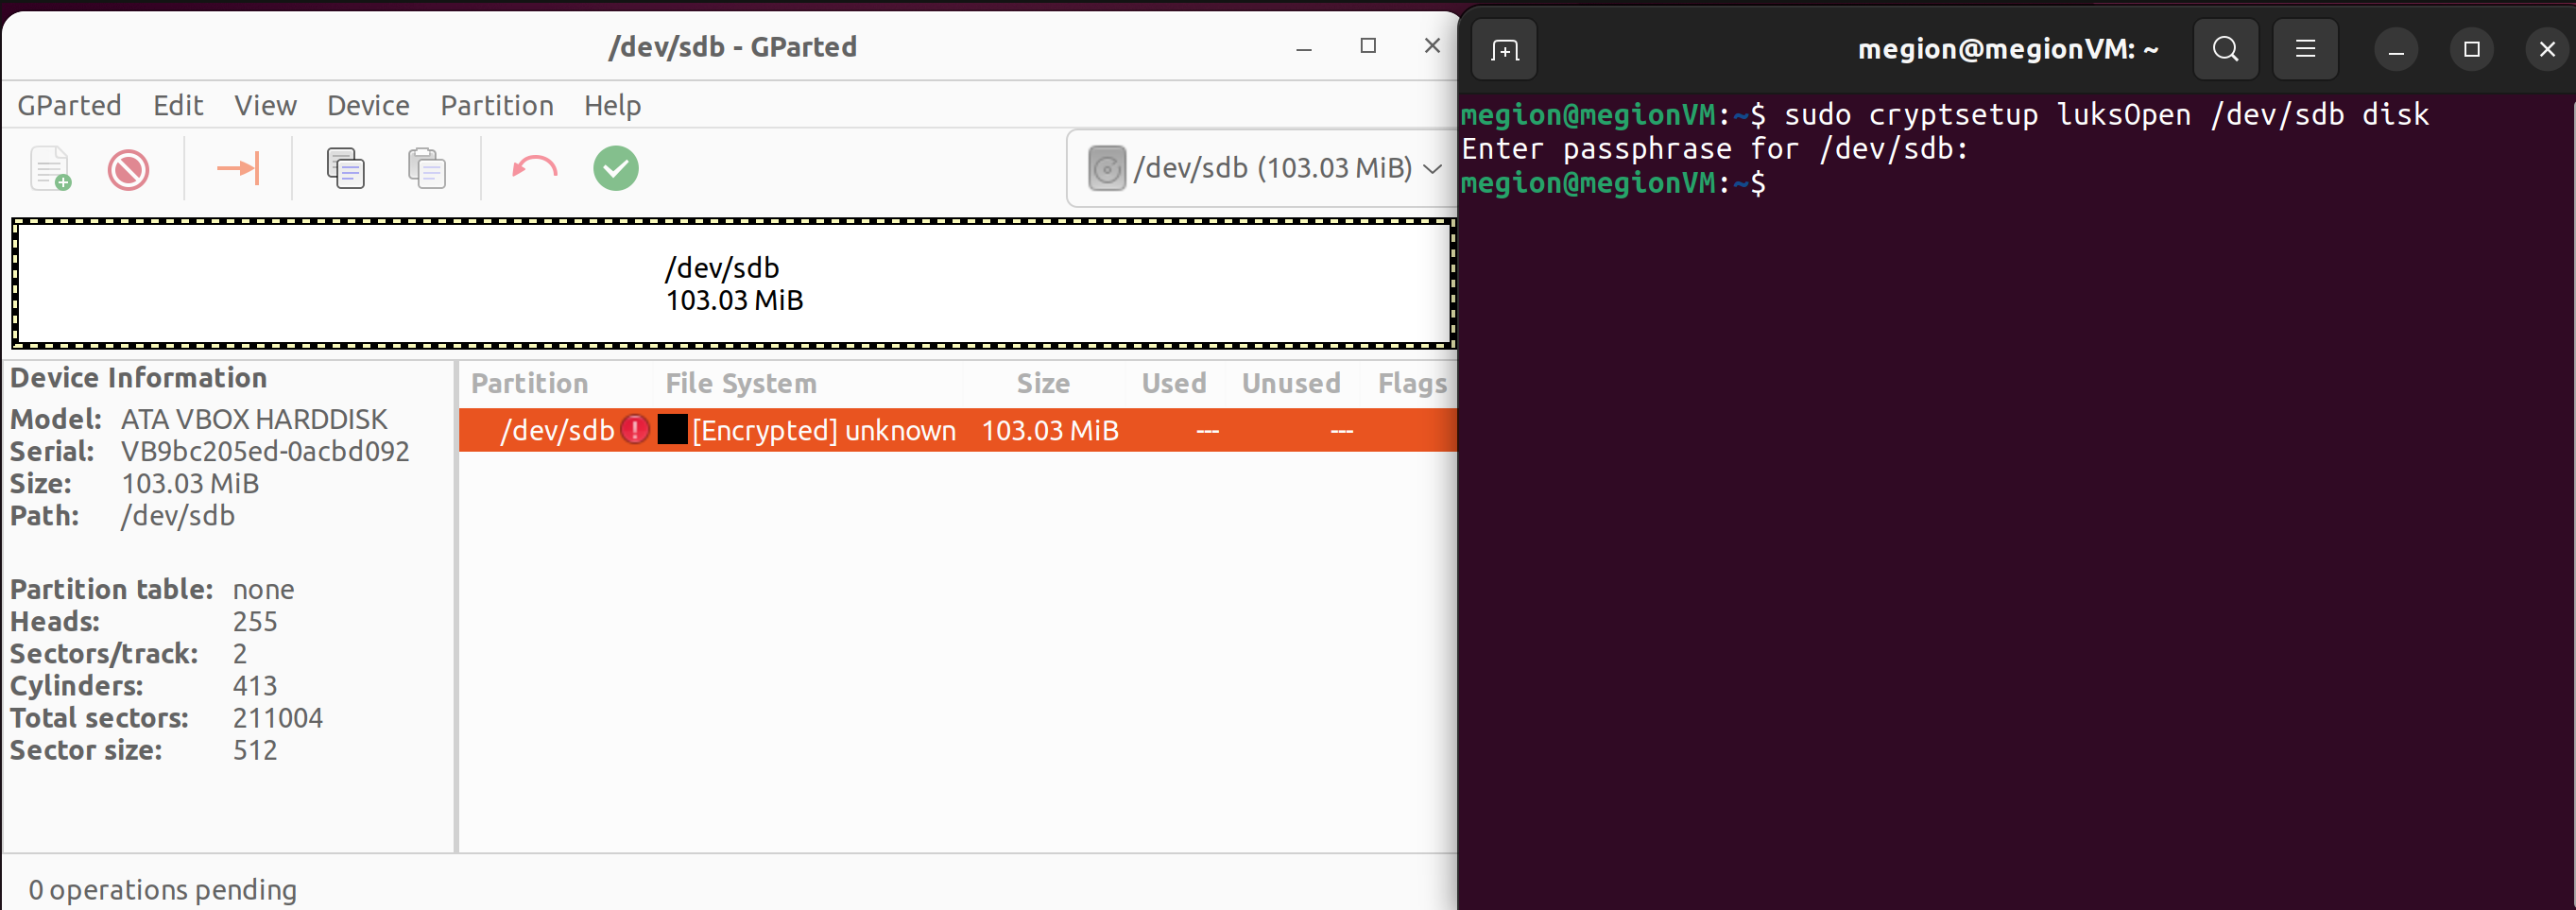 /dev/sdb - GParted
GParted Edit View Device Partition Help
/dev/sdb (103.03 MiB)
/dev/sdb
103.03 MiB
Device Information
Model: ATA VBOX HARDDISK
Serial: VB9bc205ed-0acbd092
Size: 103.03 MiB
Path: /dev/sdb
Partition table: none
Heads: 255
Sectors/track: 2
Cylinders: 413
Total sectors: 211004
Sector size: 512
Partition File System Size Used Unused Flags
/dev/sdb [Encrypted] unknown 103.03 MiB --- ---
0 operations pending
megion@megionVM: ~
megion@megionVM:~$ sudo cryptsetup luksOpen /dev/sdb disk
Enter passphrase for /dev/sdb:
megion@megionVM:~$